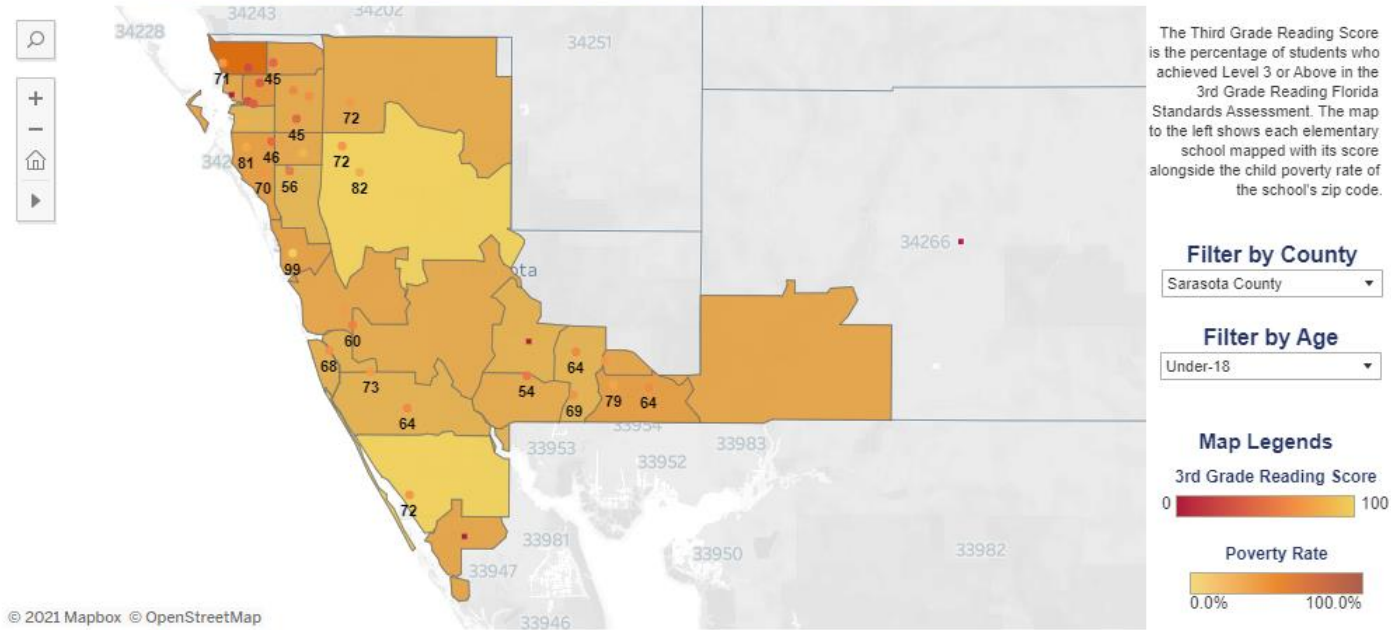 34243
34202
34228
34251
71
45
72
45
34266
81
46
72
70
56
82
99
ota
60
68
64
73
54
79
64
64
69
33954
33953
33983
33952
72
33981
33950
33982
33947
33946
© 2021 Mapbox © OpenStreetMap
The Third Grade Reading Score
is the percentage of students who
achieved Level 3 or Above in the
3rd Grade Reading Florida
Standards Assessment. The map
to the left shows each elementary
school mapped with its score
alongside the child poverty rate of
the school's zip code.
Filter by County
Sarasota County
Filter by Age
Under-18
Map Legends
3rd Grade Reading Score
0 100
Poverty Rate
0.0% 100.0%